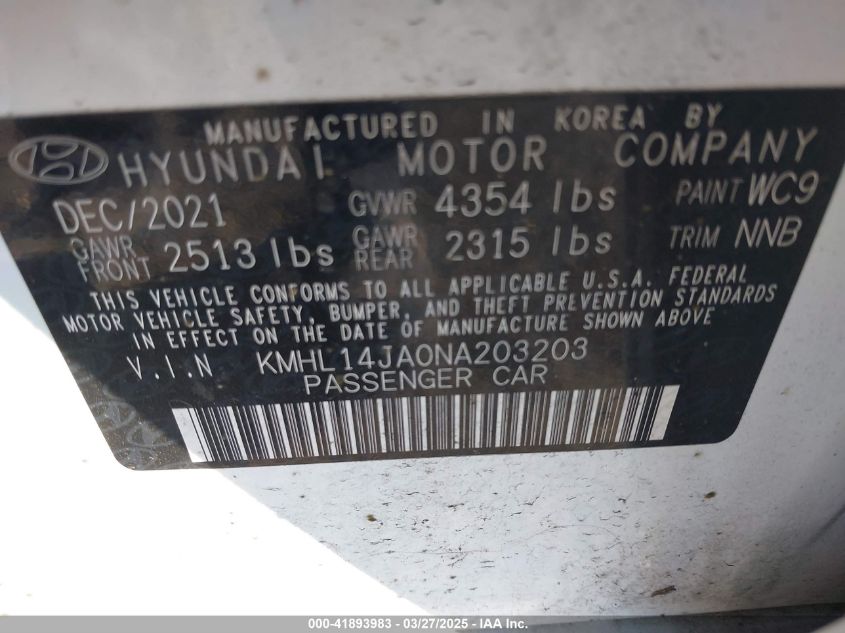 MANUFACTURED IN KOREA BY
HYUNDAI MOTOR COMPANY
DEC/2021 GVWR 4354 lbs PAINT WC9
GAWR FRONT 2513 lbs GAWR REAR 2315 lbs TRIM NNB
THIS VEHICLE CONFORMS TO ALL APPLICABLE U.S.A. FEDERAL
MOTOR VEHICLE SAFETY, BUMPER, AND THEFT PREVENTION STANDARDS
IN EFFECT ON THE DATE OF MANUFACTURE SHOWN ABOVE
V.I.N KMHL14JA0NA203203
PASSENGER CAR
000-41893983 - 03/27/2025 - IAA Inc.